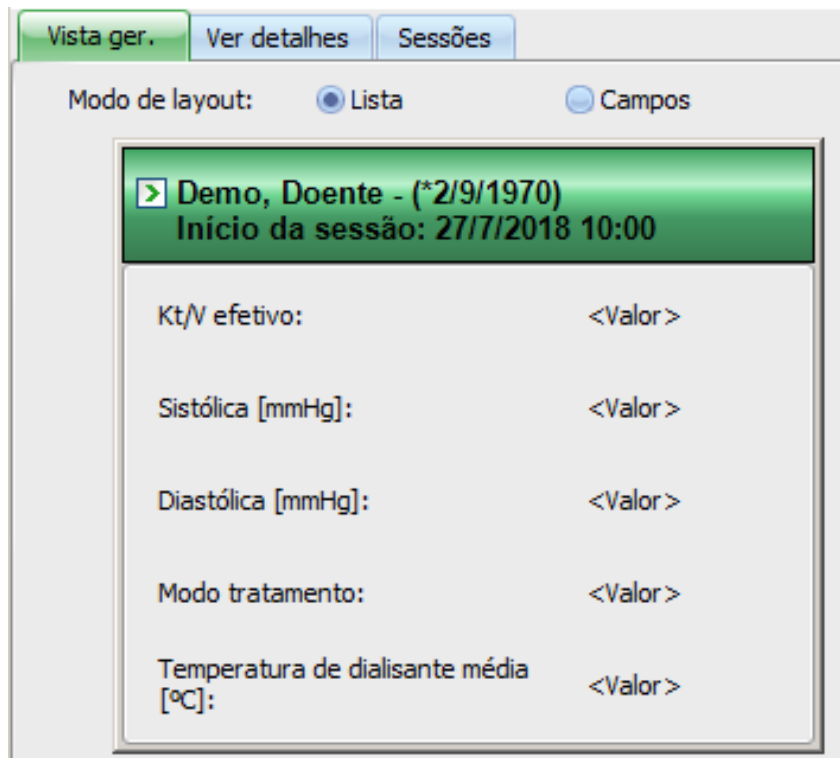 Vista ger. Ver detalhes Sessões
Modo de layout: Lista Campos
Demo, Doente - (*2/9/1970)
Início da sessão: 27/7/2018 10:00
Kt/V efetivo: <Valor>
Sistólica [mmHg]: <Valor>
Diastólica [mmHg]: <Valor>
Modo tratamento: <Valor>
Temperatura de dialisante média
[ºC]: <Valor>